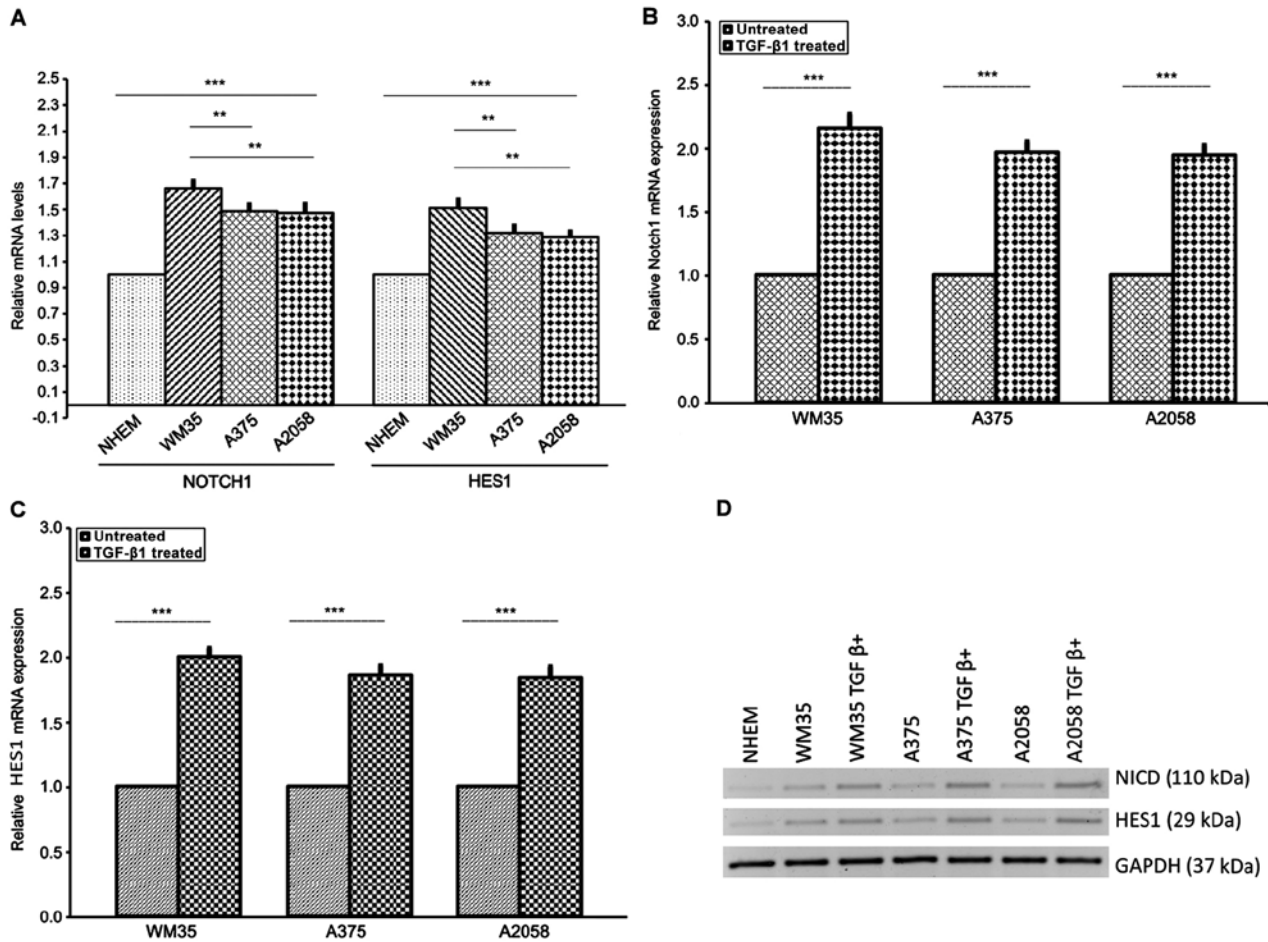 A
Relative mRNA levels
2.5
2.3
2.1
1.9
1.7
1.5
1.3
1.1
0.9
0.7
0.5
0.3
0.1
-0.1
***
**
**
***
**
**
NHEM
WM35
A375
A2058
NHEM
WM35
A375
A2058
NOTCH1
HES1
B
Relative Notch1 mRNA expression
3.0
2.5
2.0
1.5
1.0
0.5
0.0
Untreated
TGF-β1 treated
***
***
***
WM35
A375
A2058
C
Relative HES1 mRNA expression
3.0
2.5
2.0
1.5
1.0
0.5
0.0
Untreated
TGF-β1 treated
***
***
***
WM35
A375
A2058
D
NHEM
WM35
WM35 TGF β+
A375
A375 TGF β+
A2058
A2058 TGF β+
NICD (110 kDa)
HES1 (29 kDa)
GAPDH (37 kDa)